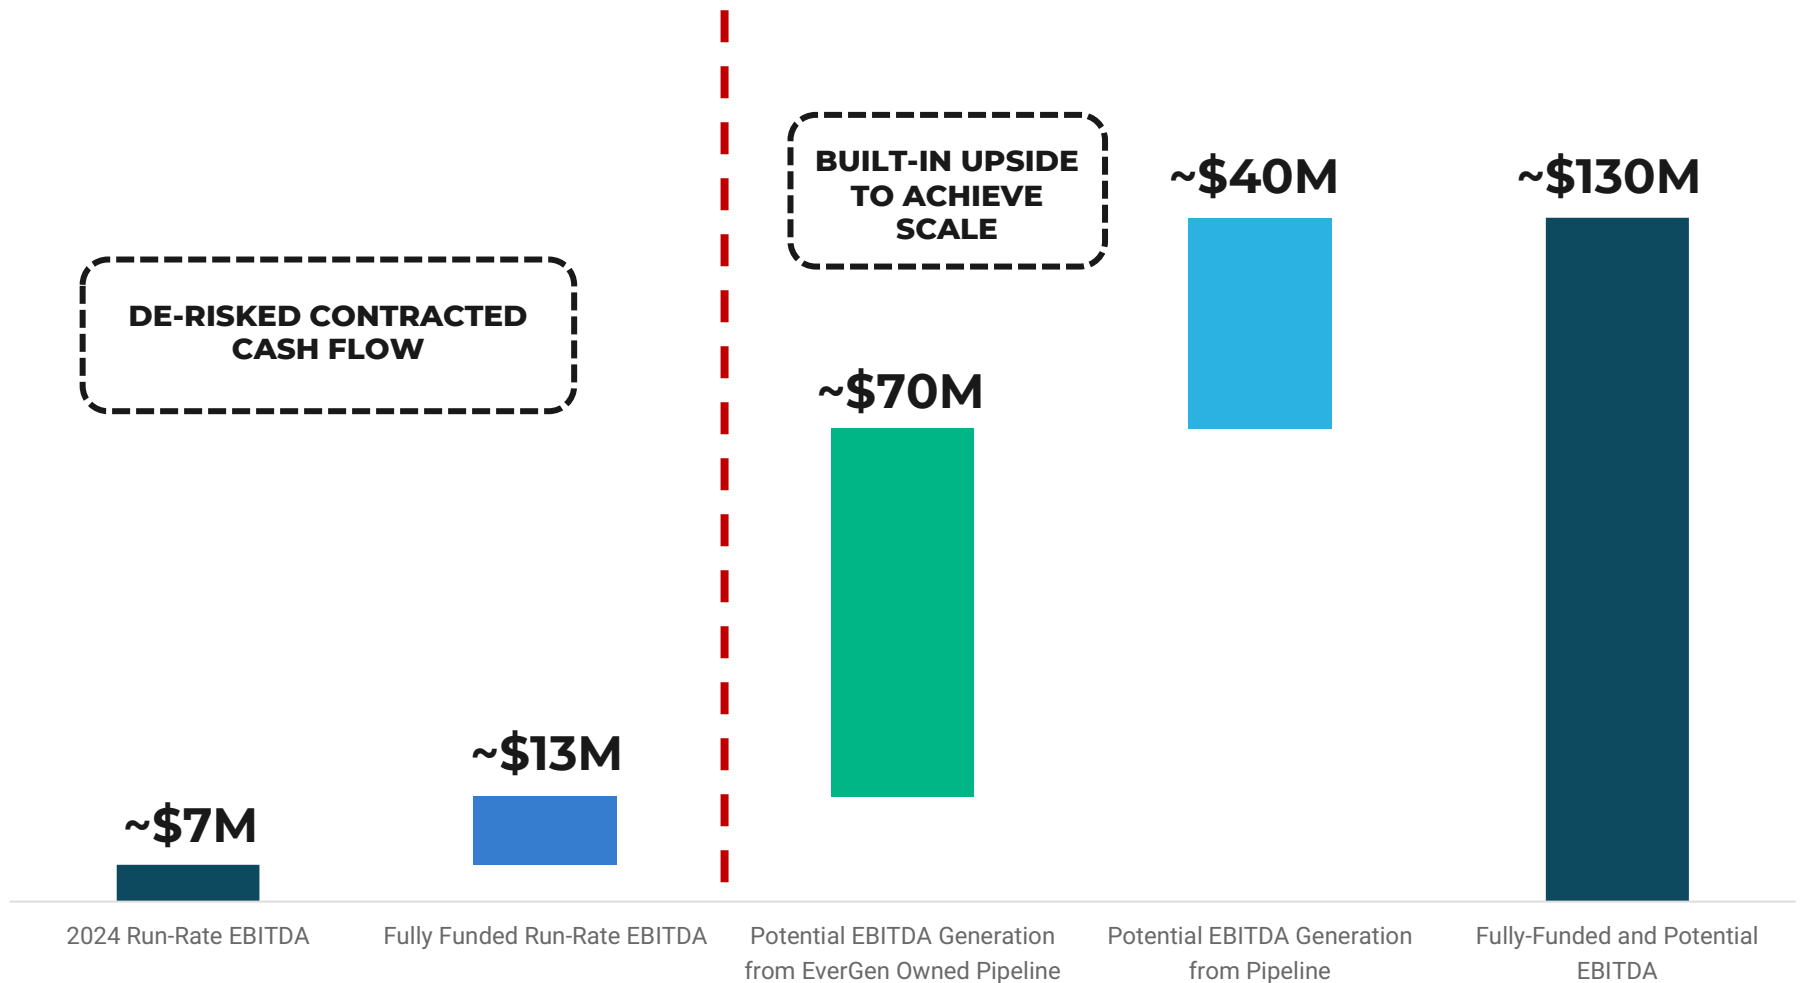 DE-RISKED CONTRACTED
CASH FLOW
BUILT-IN UPSIDE
TO ACHIEVE
SCALE
~$7M
~$13M
~$70M
~$40M
~$130M
2024 Run-Rate EBITDA
Fully Funded Run-Rate EBITDA
Potential EBITDA Generation
from EverGen Owned Pipeline
Potential EBITDA Generation
from Pipeline
Fully-Funded and Potential
EBITDA